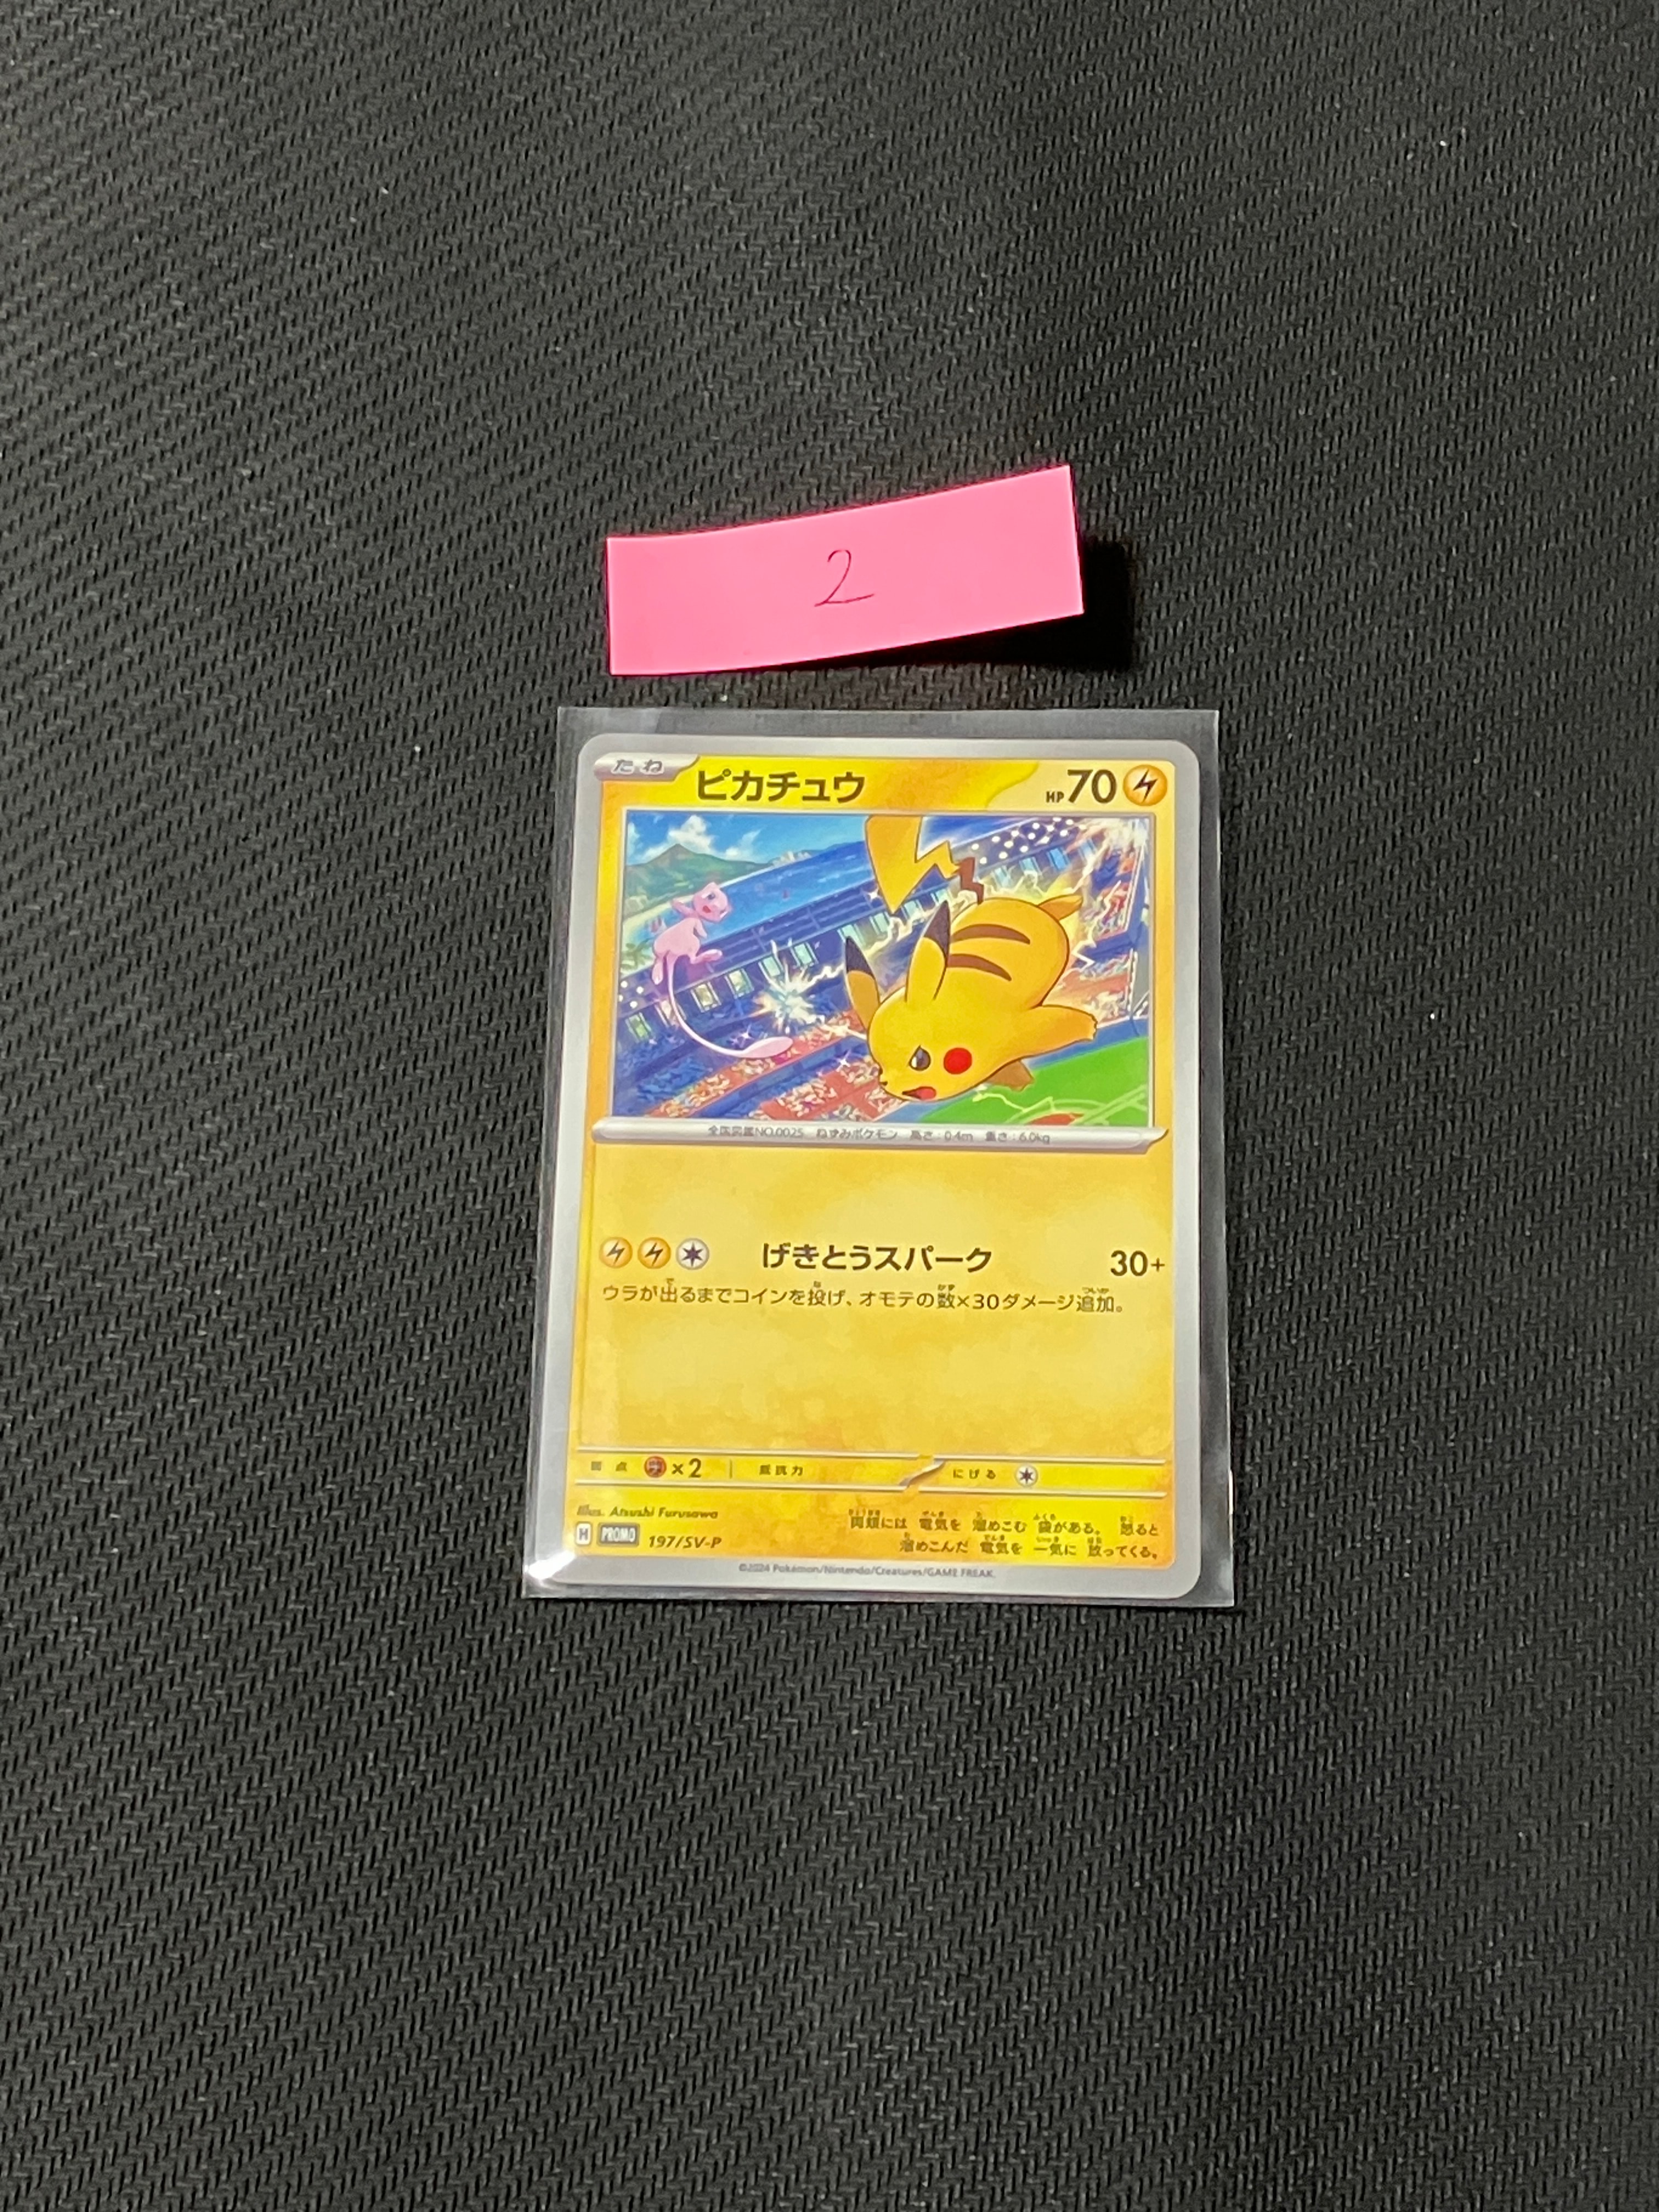 2
たね ピカチュウ HP70
全国図鑑NO.0025 ねずみポケモン 高さ:0.4m 重さ:6.0kg
げきとうスパーク 30+
ウラが出るまでコインを投げ、オモテの数×30ダメージ追加。
弱点 ×2 抵抗力 にげる
Illus. Atsushi Furusawa
H PROMO 197/SV-P
両頬には 電気を 溜めこむ 袋がある。 怒ると
溜めこんだ 電気を 一気に 放ってくる。
©2024 Pokémon/Nintendo/Creatures/GAME FREAK.